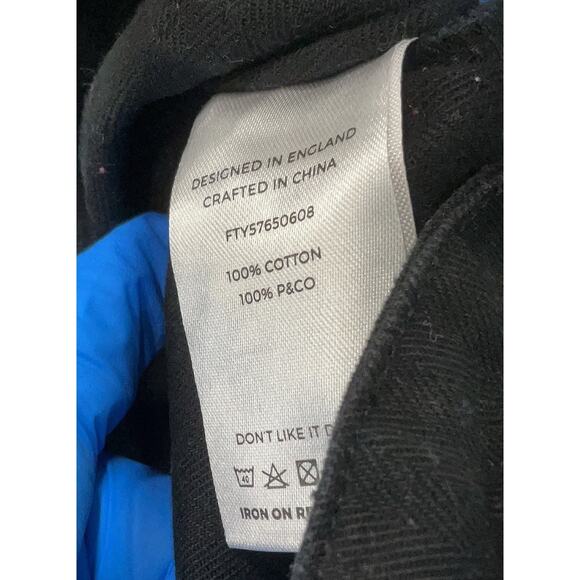 DESIGNED IN ENGLAND
CRAFTED IN CHINA
FTY57650608
100% COTTON
100% P&CO
DON'T LIKE IT
40
IRON ON